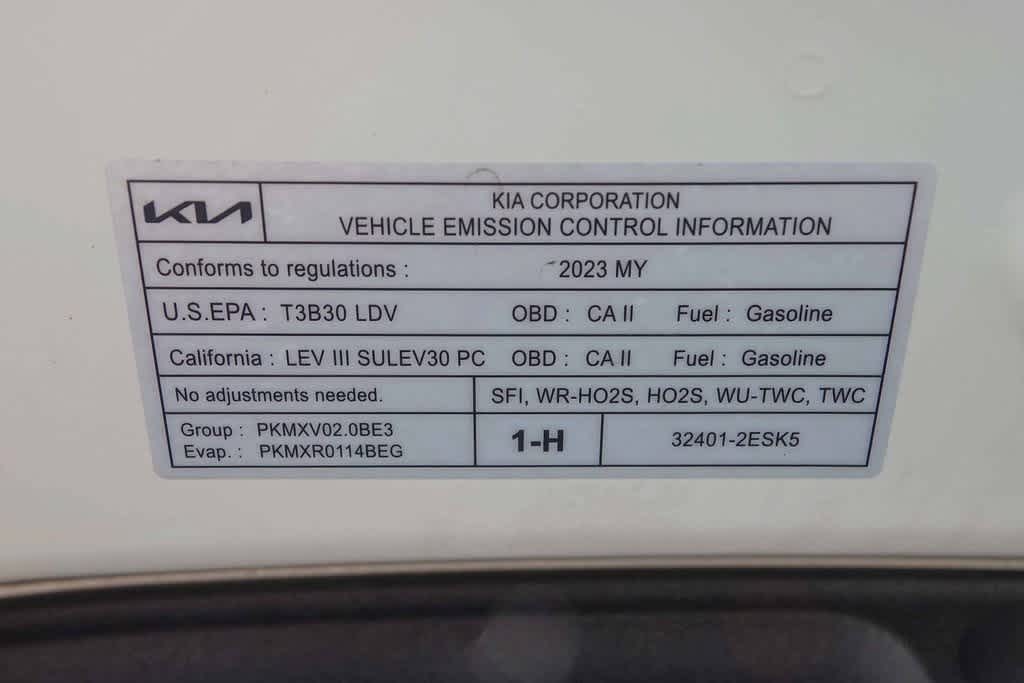 KIA
KIA CORPORATION
VEHICLE EMISSION CONTROL INFORMATION
Conforms to regulations : 2023 MY
U.S.EPA : T3B30 LDV OBD : CA II Fuel : Gasoline
California : LEV III SULEV30 PC OBD : CA II Fuel : Gasoline
No adjustments needed. SFI, WR-HO2S, HO2S, WU-TWC, TWC
Group : PKMXV02.0BE3
Evap. : PKMXR0114BEG
1-H
32401-2ESK5